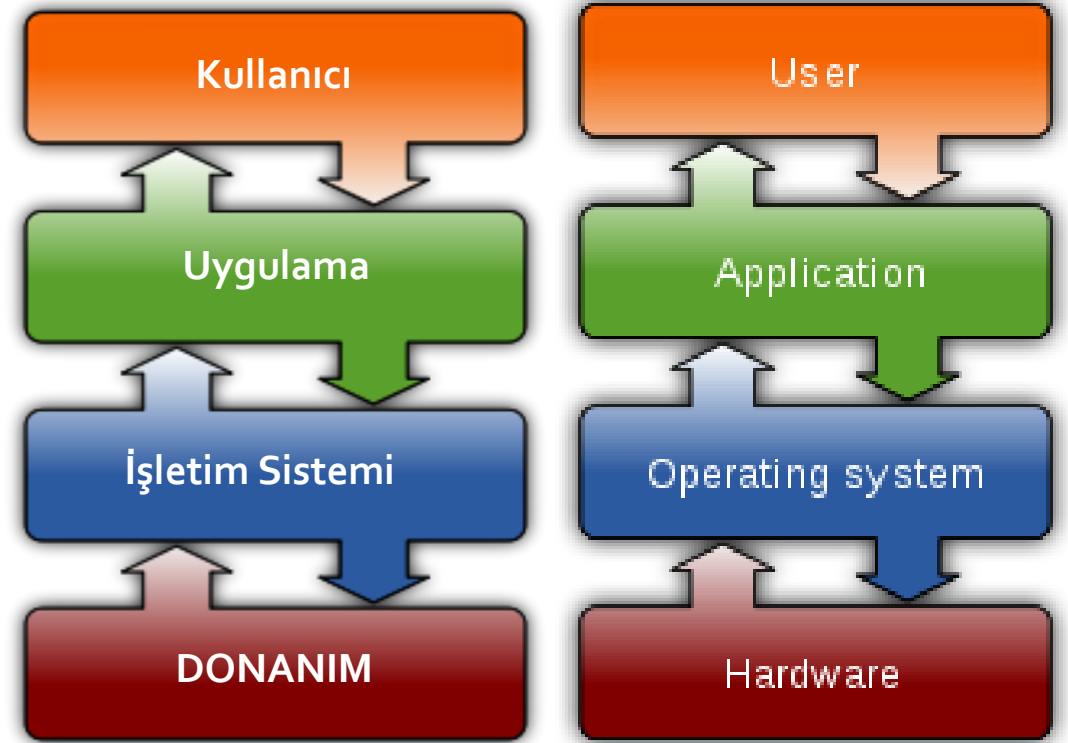 Kullanıcı
Uygulama
İşletim Sistemi
DONANIM
User
Application
Operating system
Hardware